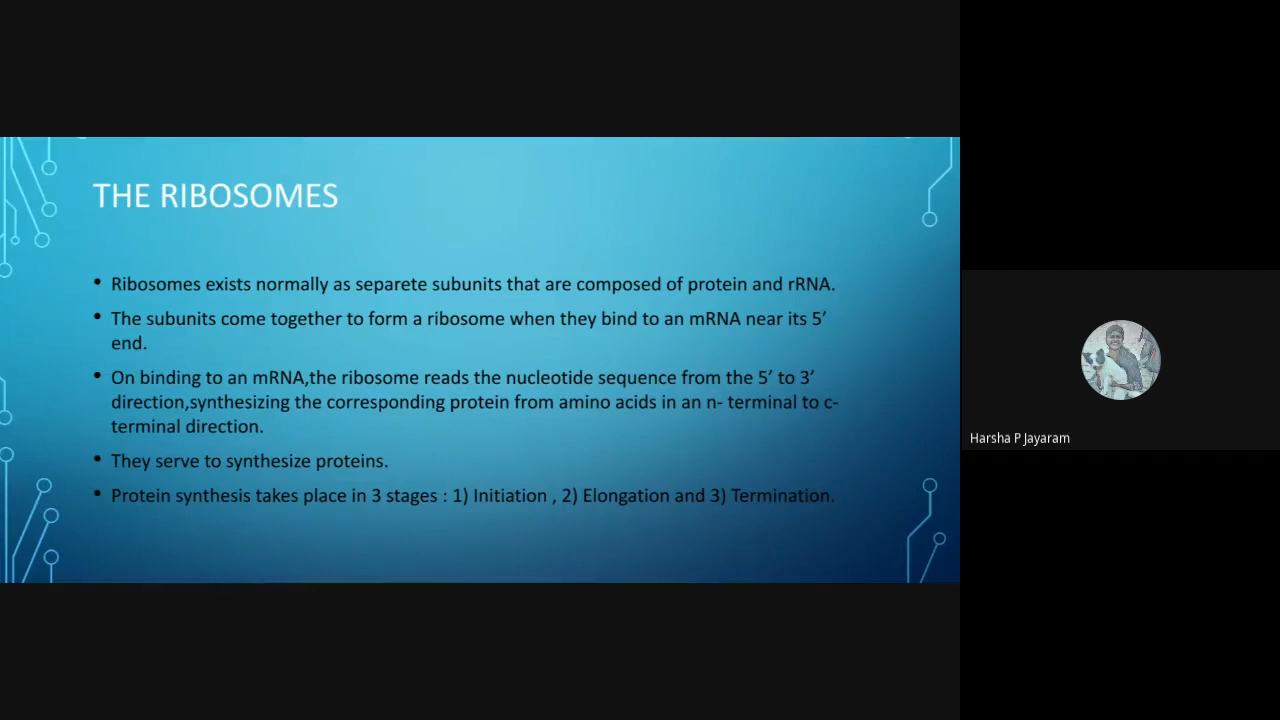 THE RIBOSOMES
• Ribosomes exists normally as separete subunits that are composed of protein and rRNA.
• The subunits come together to form a ribosome when they bind to an mRNA near its 5′
end.
• On binding to an mRNA,the ribosome reads the nucleotide sequence from the 5′ to 3′
direction,synthesizing the corresponding protein from amino acids in an n- terminal to c-
terminal direction.
• They serve to synthesize proteins.
• Protein synthesis takes place in 3 stages : 1) Initiation , 2) Elongation and 3) Termination.
Harsha P Jayaram